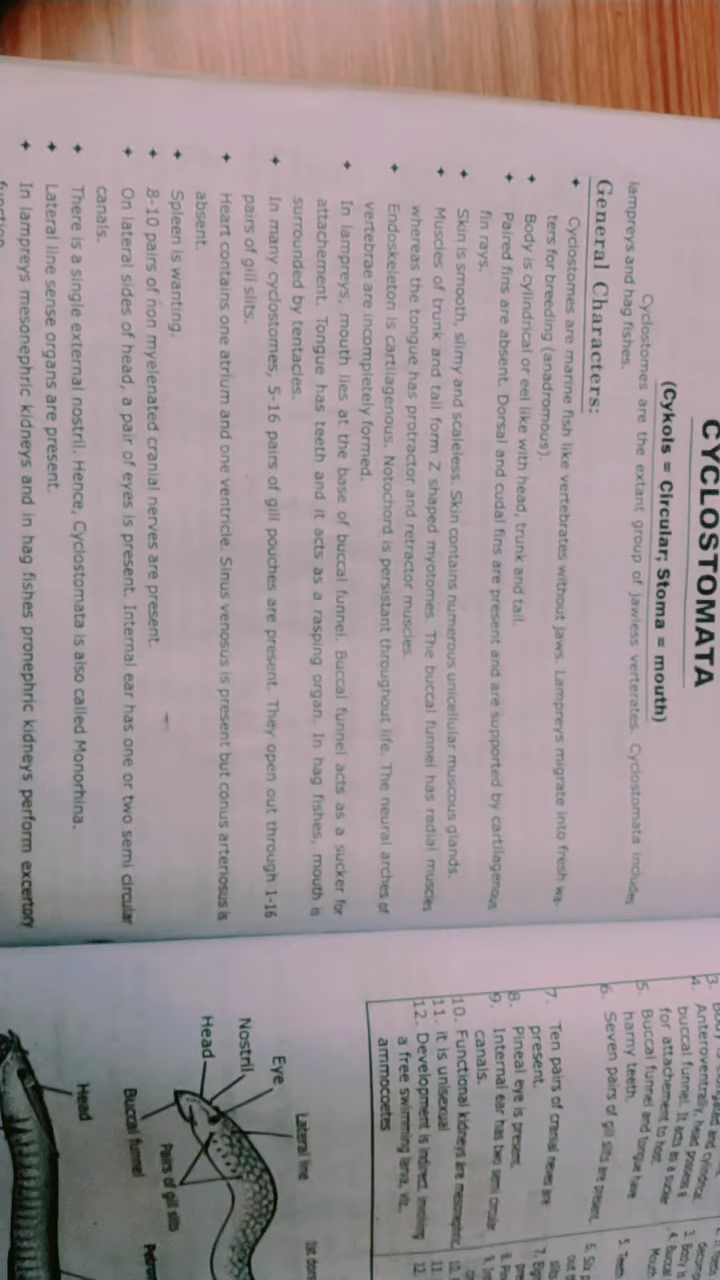 CYCLOSTOMATA
(Cykols = Circular; Stoma = mouth)
Cyclostomes are the extant group of jawless verterates. Cyclostomata includes
lampreys and hag fishes.
General Characters:
Cyclostomes are marine fish like vertebrates without jaws. Lampreys migrate into fresh wa-
ters for breeding (anadromous).
Body is cylindrical or eel like with head, trunk and tail.
Paired fins are absent. Dorsal and cudal fins are present and are supported by cartilagenous
fin rays.
Skin is smooth, slimy and scaleless. Skin contains numerous unicellular muscous glands.
Muscles of trunk and tail form Z shaped myotomes. The buccal funnel has radial muscles
whereas the tongue has protractor and retractor muscles.
Endoskeleton is cartilagenous. Notochord is persistant throughout life. The neural arches of
vertebrae are incompletely formed.
In lampreys, mouth lies at the base of buccal funnel. Buccal funnel acts as a sucker for
attachement. Tongue has teeth and it acts as a rasping organ. In hag fishes, mouth is
surrounded by tentacles.
In many cyclostomes, 5-16 pairs of gill pouches are present. They open out through 1-16
pairs of gill slits.
Heart contains one atrium and one ventricle. Sinus venosus is present but conus arteriosus is
absent.
Spleen is wanting.
8-10 pairs of non myelenated cranial nerves are present.
On lateral sides of head, a pair of eyes is present. Internal ear has one or two semi circular
canals.
There is a single external nostril. Hence, Cyclostomata is also called Monorhina.
Lateral line sense organs are present.
In lampreys mesonephric kidneys and in hag fishes pronephric kidneys perform excertory
function
3.
4. Anteroventrally, head
buccal funnel. It acts as a sucker
for attachement to host.
5. Buccal funnel and tongue have
harny teeth.
6. Seven pairs of gill slits are present.
7. Ten pairs of cranial neves are
present.
8. Pineal eye is present.
9. Internal ear has two semi circular
canals.
10. Functional kidneys are mesonephric.
11. it is unisexual
12. Development is indirect, involving
a free swimming larva, viz.,
ammocoetes
5. Teeth
12.
Eye
Nostril
Head
Lateral line
Buccal funnel
Pairs of gill slits
Head